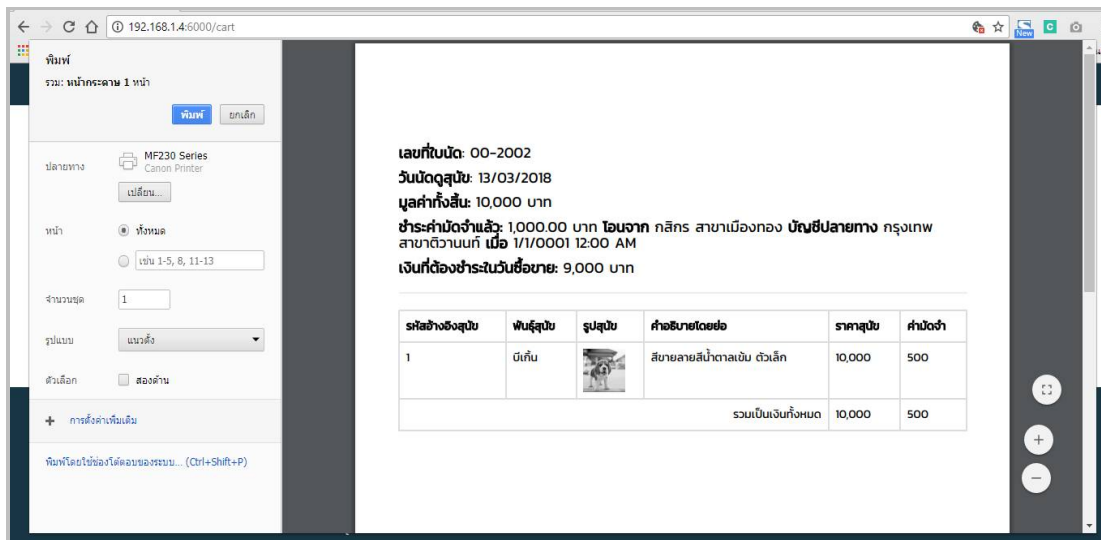 192.168.1.4:6000/cart
New
พิมพ์
รวม: หน้ากระดาษ 1 หน้า
พิมพ์ ยกเลิก
ปลายทาง MF230 Series
Canon Printer
เปลี่ยน...
หน้า ทั้งหมด
เช่น 1-5, 8, 11-13
จำนวนชุด 1
รูปแบบ แนวตั้ง
ตัวเลือก สองด้าน
+ การตั้งค่าเพิ่มเติม
พิมพ์โดยใช้ช่องโต้ตอบของระบบ... (Ctrl+Shift+P)
เลขที่ใบนัด: 00-2002
วันนัดดูสุนัข: 13/03/2018
มูลค่าทั้งสิ้น: 10,000 บาท
ชำระค่ามัดจำแล้ว: 1,000.00 บาท โอนจาก กสิกร สาขาเมืองทอง บัญชีปลายทาง กรุงเทพ
สาขาติวานนท์ เมื่อ 1/1/0001 12:00 AM
เงินที่ต้องชำระในวันซื้อขาย: 9,000 บาท
รหัสอ้างอิงสุนัข พันธุ์สุนัข รูปสุนัข คำอธิบายโดยย่อ ราคาสุนัข ค่ามัดจำ
1 บีเกิ้น สีขายลายสีน้ำตาลเข้ม ตัวเล็ก 10,000 500
รวมเป็นเงินทั้งหมด 10,000 500